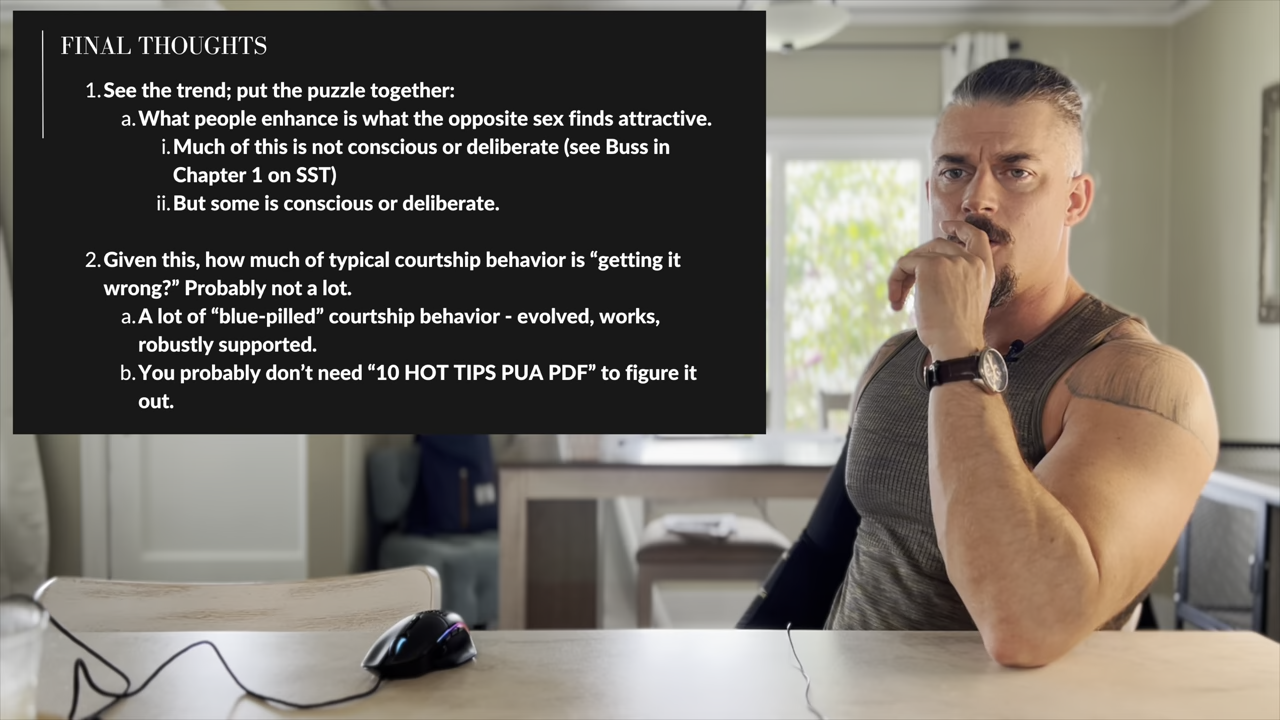 FINAL THOUGHTS
1. See the trend; put the puzzle together:
a. What people enhance is what the opposite sex finds attractive.
i. Much of this is not conscious or deliberate (see Buss in
Chapter 1 on SST)
ii. But some is conscious or deliberate.
2. Given this, how much of typical courtship behavior is “getting it
wrong?” Probably not a lot.
a. A lot of “blue-pilled” courtship behavior - evolved, works,
robustly supported.
b. You probably don’t need “10 HOT TIPS PUA PDF” to figure it
out.